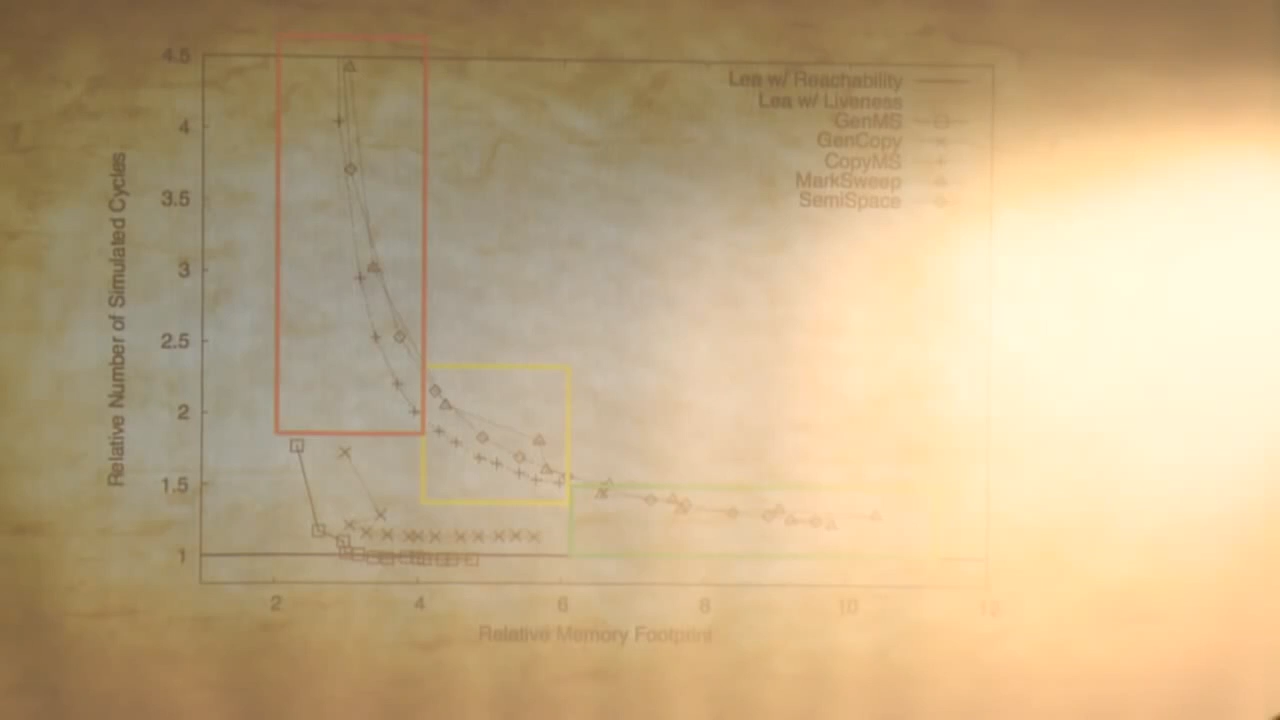 4.5
4
3.5
3
2.5
2
1.5
1
2
4
6
8
10
12
Relative Number of Simulated Cycles
Relative Memory Footprint
Lea w/ Reachability
Lea w/ Liveness
GenMS
GenCopy
CopyMS
MarkSweep
SemiSpace